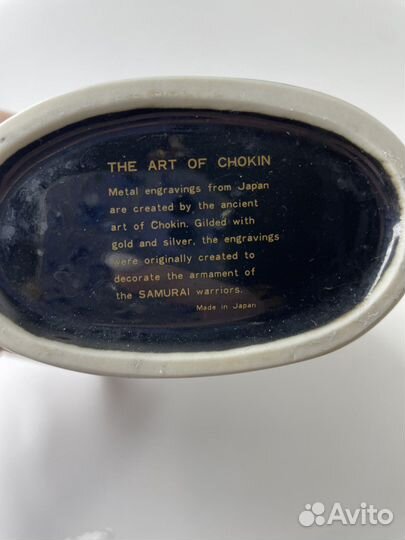 THE ART OF CHOKIN
Metal engravings from Japan
are created by the ancient
art of Chokin. Gilded with
gold and silver, the engravings
were originally created to
decorate the armament of
the SAMURAI warriors.
Made in Japan
Avito